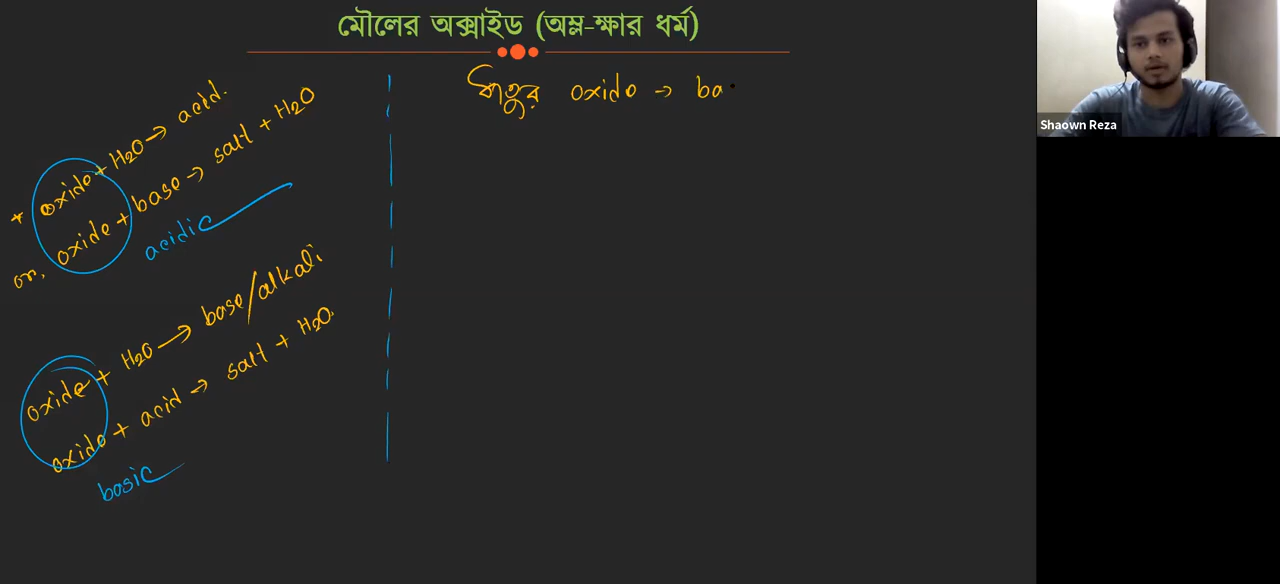 মৌলের অক্সাইড (অম্ল-ক্ষার ধর্ম)
* oxide + H2O → acid.
or, oxide + base → salt + H2O
acidic
oxide + H2O → base/alkali
oxide + acid → salt + H2O.
basic
ধাতুর oxide → ba
Shaown Reza